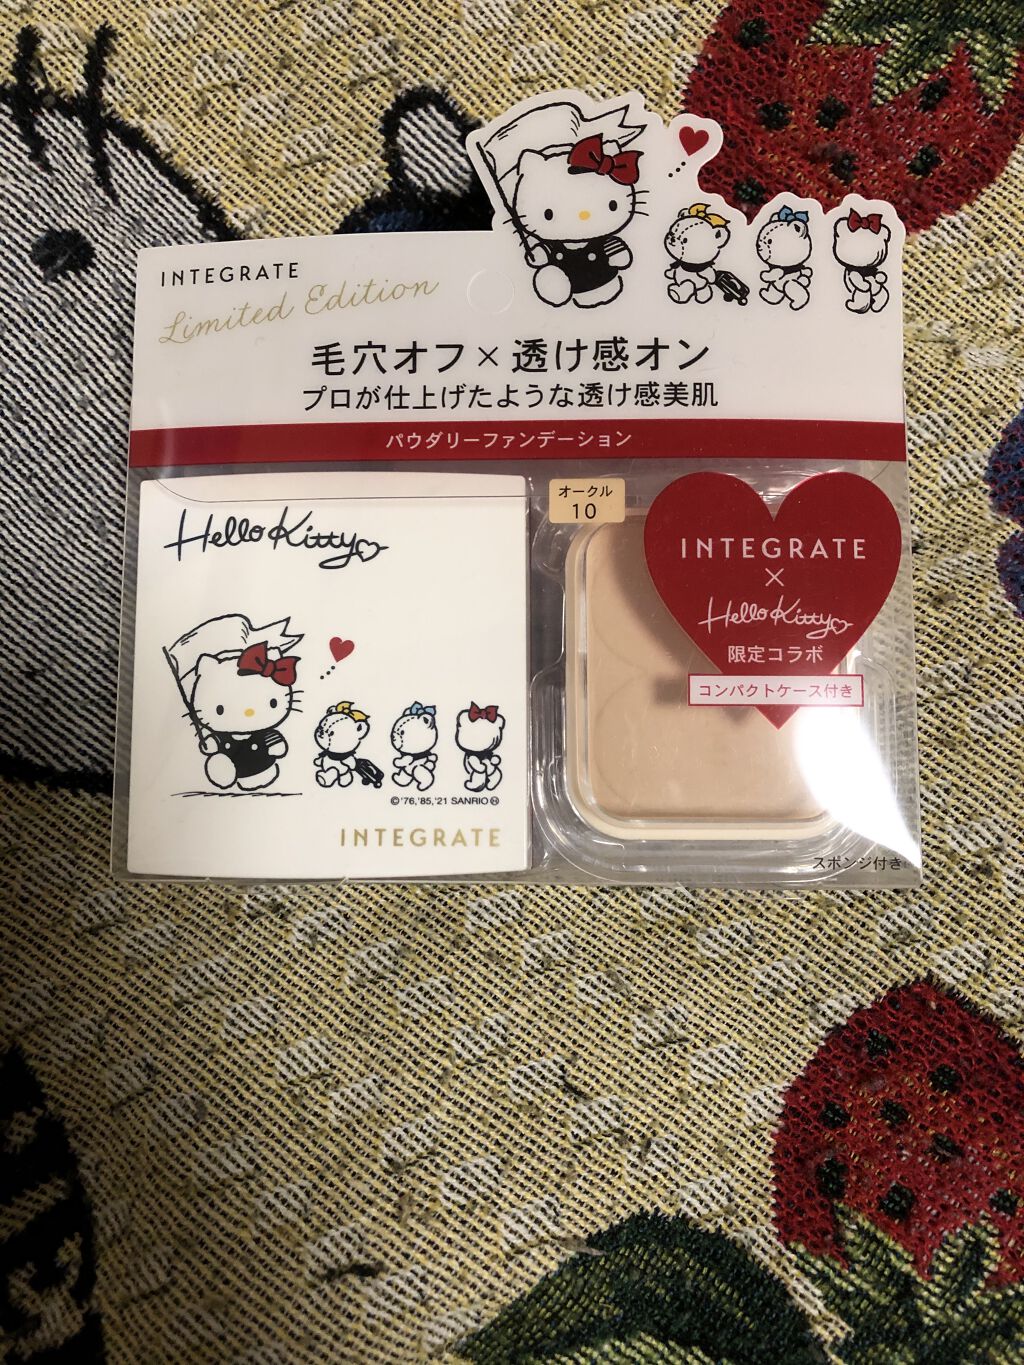 INTEGRATE
Limited Edition
毛穴オフ×透け感オン
プロが仕上げたような透け感美肌
パウダリーファンデーション
Hello Kitty
©'76,'85,'21 SANRIO Ⓗ
INTEGRATE
オークル
10
INTEGRATE
×
Hello Kitty
限定コラボ
コンパクトケース付き
スポンジ付き